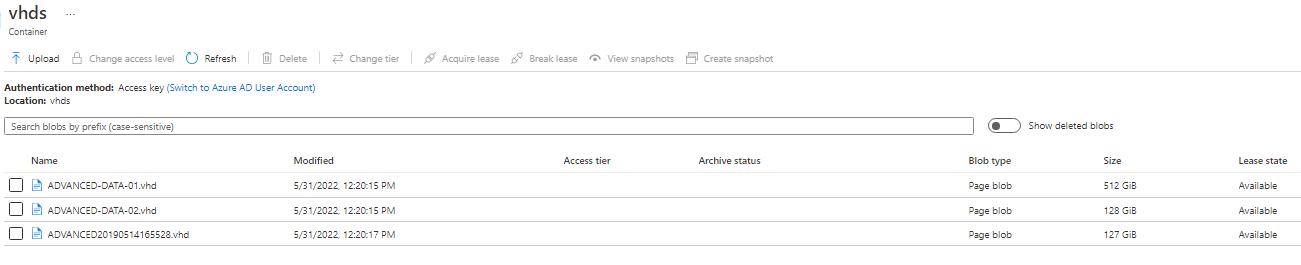 vhds ...
Container
Upload Change access level Refresh Delete Change tier Acquire lease Break lease View snapshots Create snapshot
Authentication method: Access key (Switch to Azure AD User Account)
Location: vhds
Search blobs by prefix (case-sensitive) Show deleted blobs
Name Modified Access tier Archive status Blob type Size Lease state
ADVANCED-DATA-01.vhd 5/31/2022, 12:20:15 PM Page blob 512 GiB Available
ADVANCED-DATA-02.vhd 5/31/2022, 12:20:15 PM Page blob 128 GiB Available
ADVANCED20190514165528.vhd 5/31/2022, 12:20:17 PM Page blob 127 GiB Available